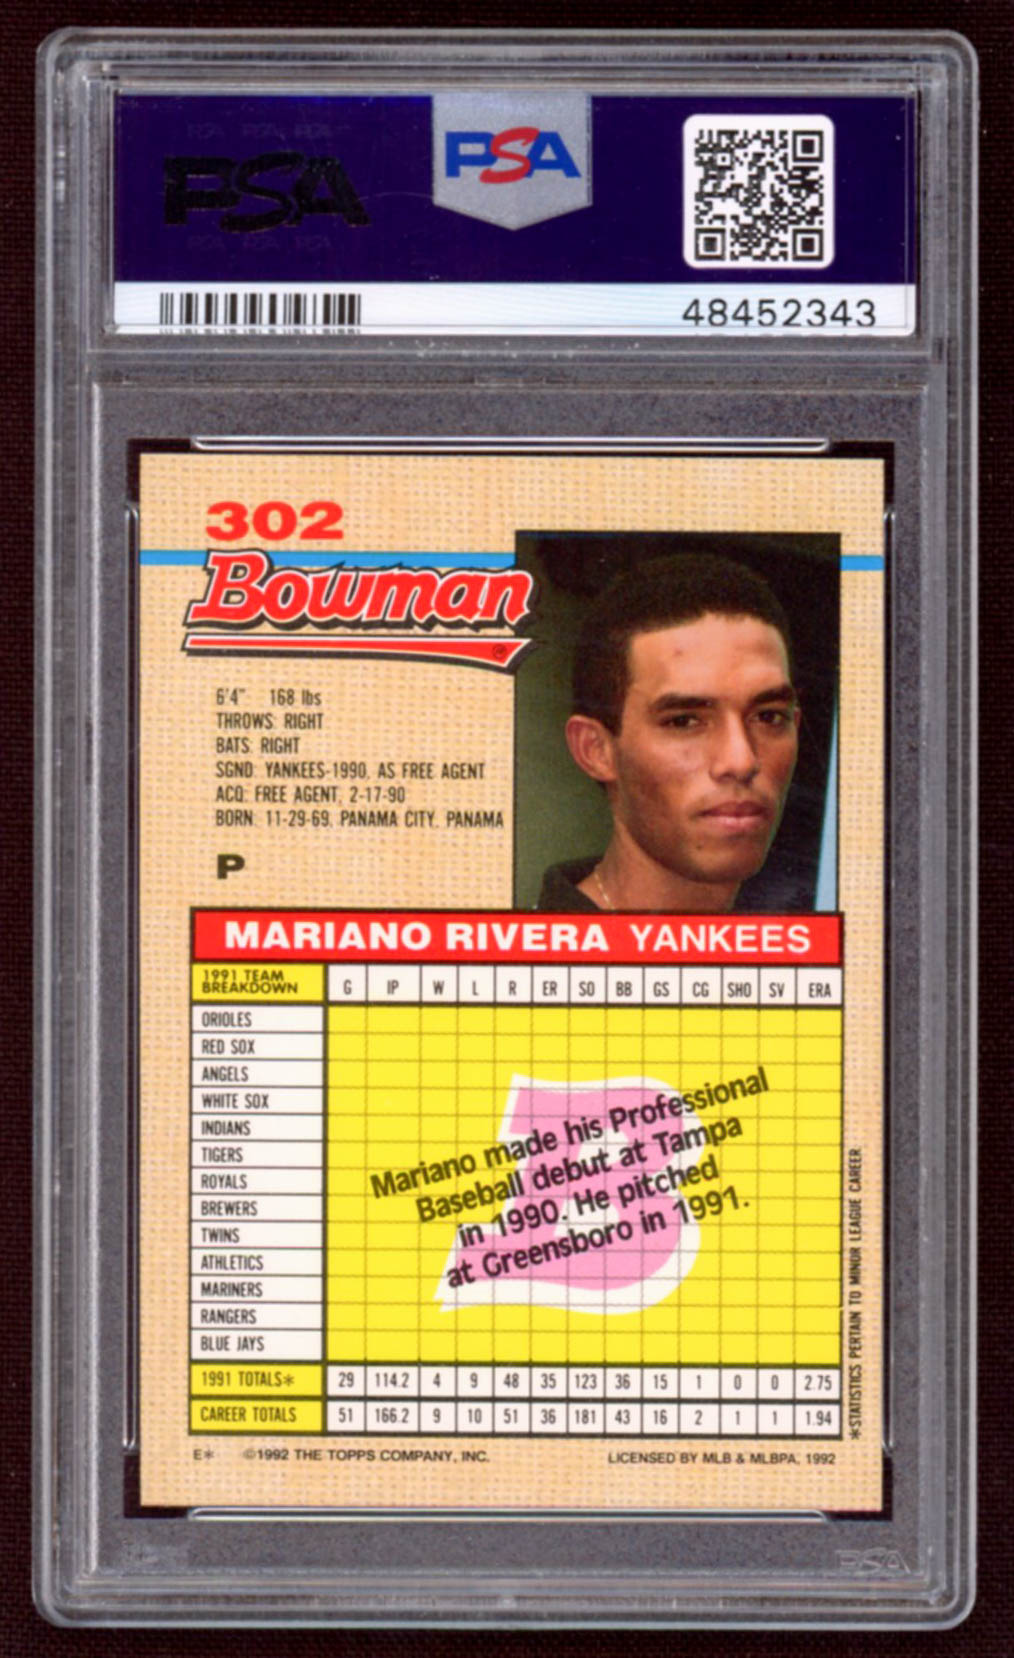 PSA
PSA
48452343
302
Bowman
6'4" 168 lbs
THROWS: RIGHT
BATS: RIGHT
SGND: YANKEES-1990, AS FREE AGENT
ACQ: FREE AGENT, 2-17-90
BORN: 11-29-69, PANAMA CITY, PANAMA
P
MARIANO RIVERA YANKEES
1991 TEAM
BREAKDOWN G IP W L R ER SO BB GS CG SHO SV ERA
ORIOLES
RED SOX
ANGELS
WHITE SOX
INDIANS
TIGERS
ROYALS
BREWERS
TWINS
ATHLETICS
MARINERS
RANGERS
BLUE JAYS
B
Mariano made his Professional
Baseball debut at Tampa
in 1990. He pitched
at Greensboro in 1991.
1991 TOTALS* 29 114.2 4 9 48 35 123 36 15 1 0 0 2.75
CAREER TOTALS 51 166.2 9 10 51 36 181 43 16 2 1 1 1.94
*STATISTICS PERTAIN TO MINOR LEAGUE CAREER
E* ©1992 THE TOPPS COMPANY, INC. LICENSED BY MLB & MLBPA, 1992
PSA